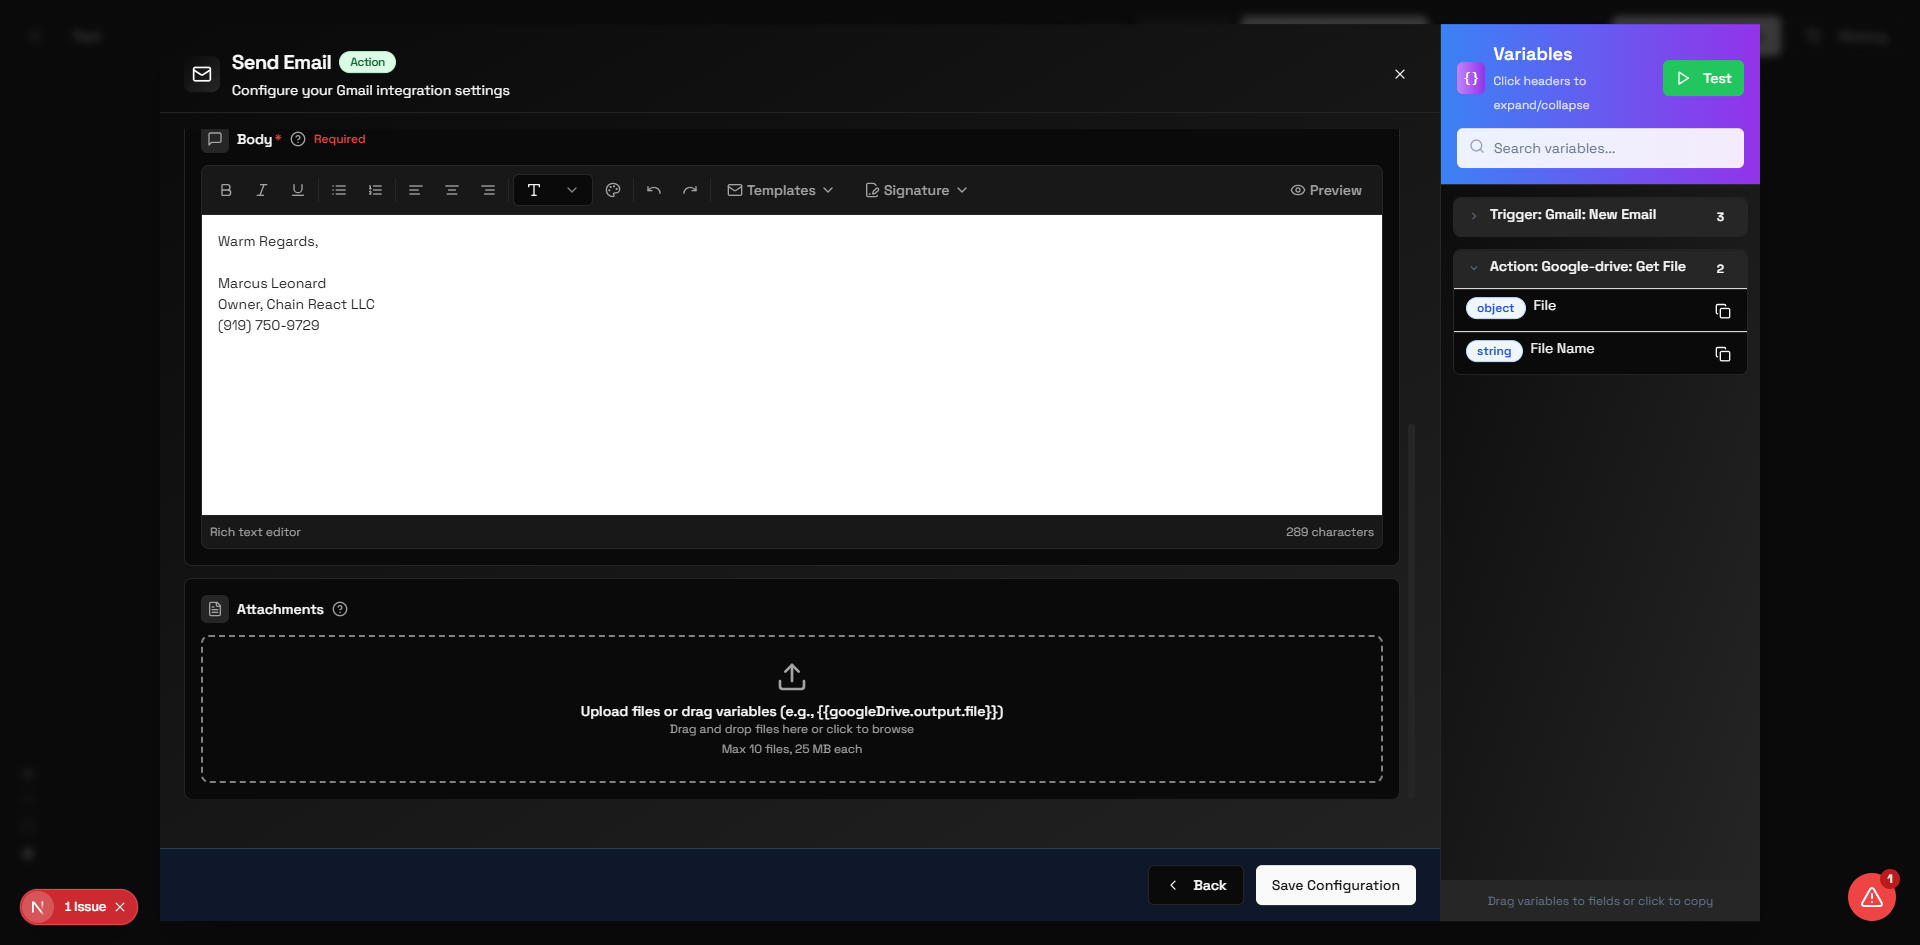 Send Email Action
Configure your Gmail integration settings
Body* Required
T
Templates
Signature
Preview
Warm Regards,
Marcus Leonard
Owner, Chain React LLC
(919) 750-9729
Rich text editor
289 characters
Attachments
Upload files or drag variables (e.g., {{googleDrive.output.file}})
Drag and drop files here or click to browse
Max 10 files, 25 MB each
Back
Save Configuration
{} Variables
Click headers to
expand/collapse
Test
Search variables...
Trigger: Gmail: New Email 3
Action: Google-drive: Get File 2
object File
string File Name
Drag variables to fields or click to copy
N 1 Issue
1